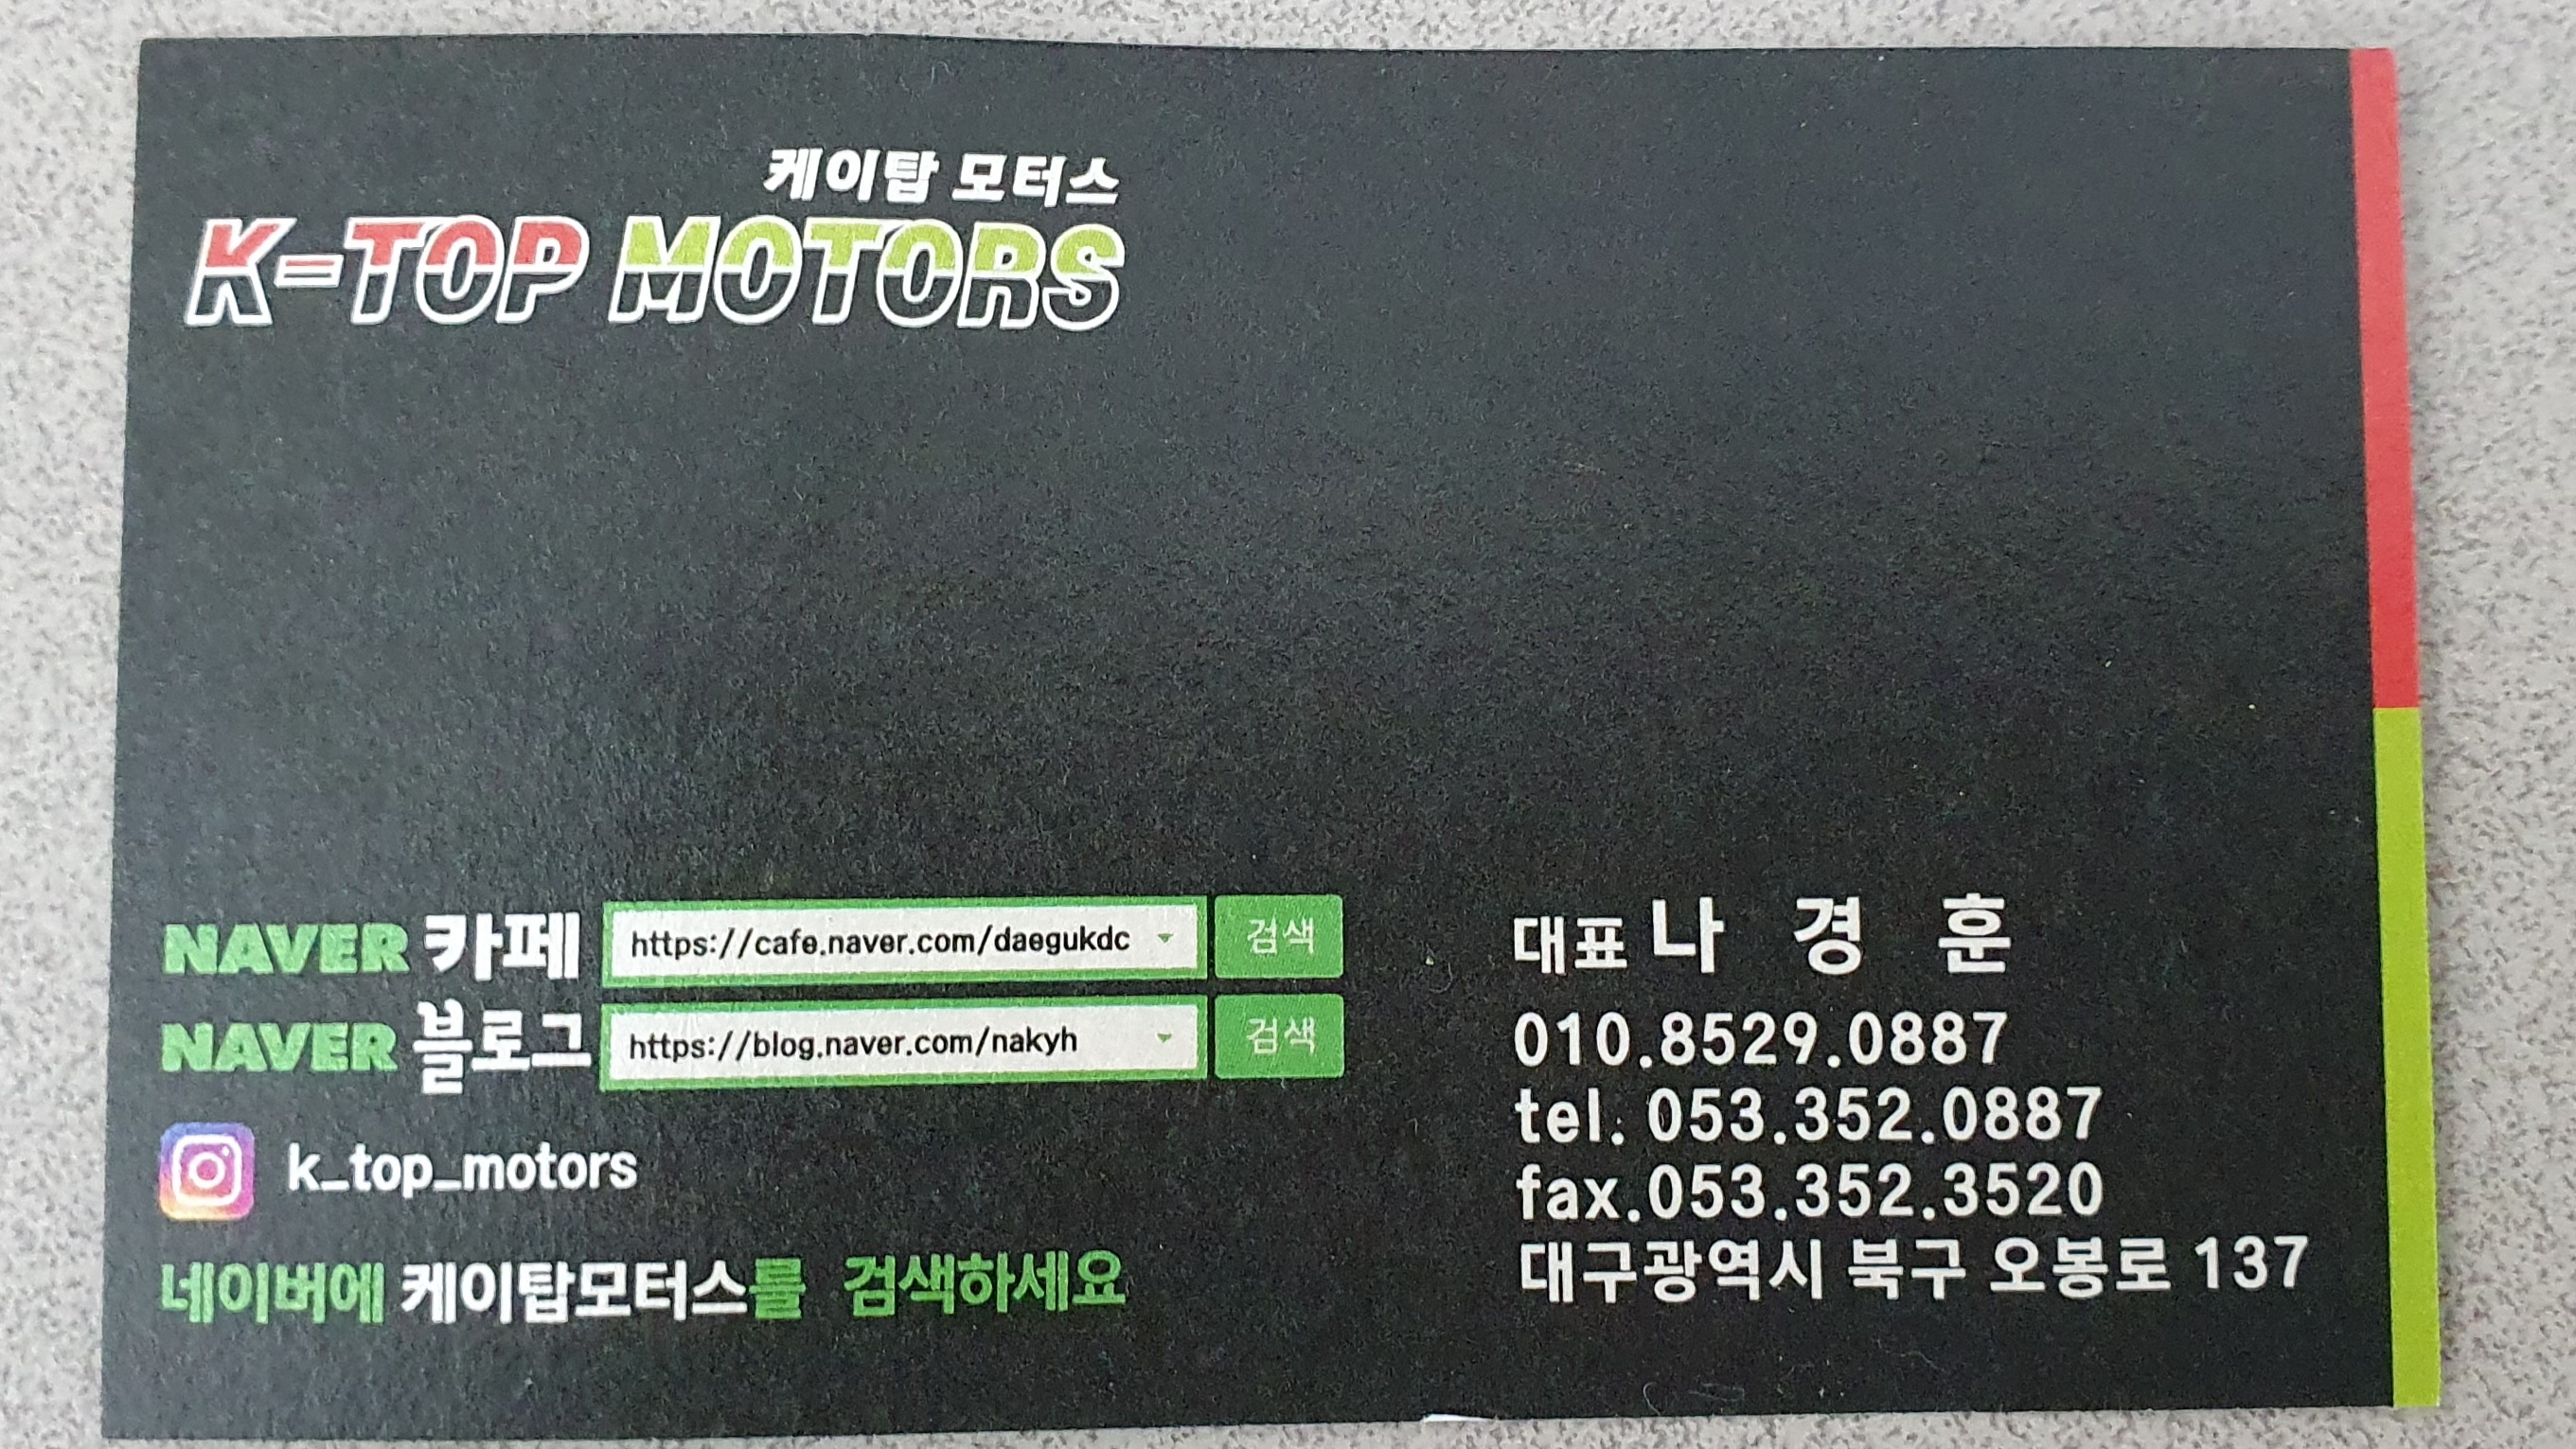 케이탑 모터스
K-TOP MOTORS
NAVER 카페 https://cafe.naver.com/daegukdc 검색
NAVER 블로그 https://blog.naver.com/nakyh 검색
k_top_motors
네이버에 케이탑모터스를 검색하세요
대표 나 경 훈
010.8529.0887
tel. 053.352.0887
fax.053.352.3520
대구광역시 북구 오봉로 137